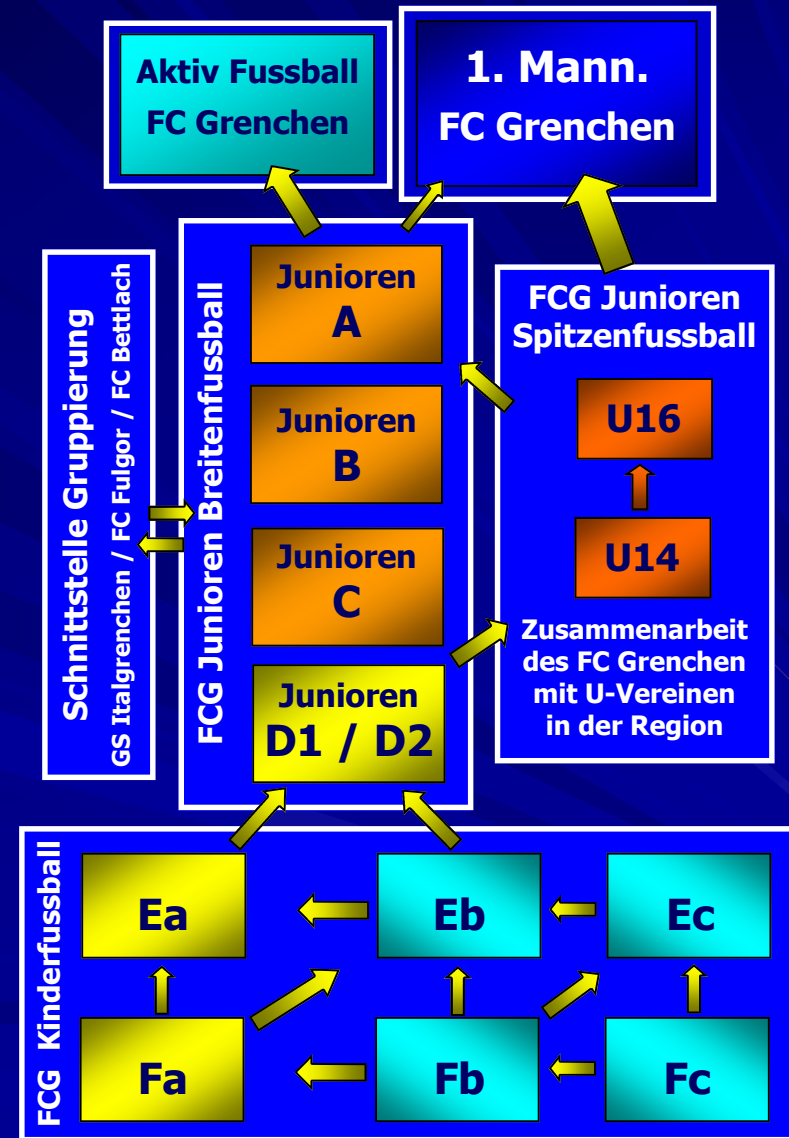 Aktiv Fussball
FC Grenchen
1. Mann.
FC Grenchen
Schnittstelle Gruppierung
GS Italgrenchen / FC Fulgor / FC Bettlach
FCG Junioren Breitenfussball
Junioren
A
Junioren
B
Junioren
C
Junioren
D1 / D2
FCG Junioren
Spitzenfussball
U16
U14
Zusammenarbeit
des FC Grenchen
mit U-Vereinen
in der Region
FCG Kinderfussball
Ea
Eb
Ec
Fa
Fb
Fc